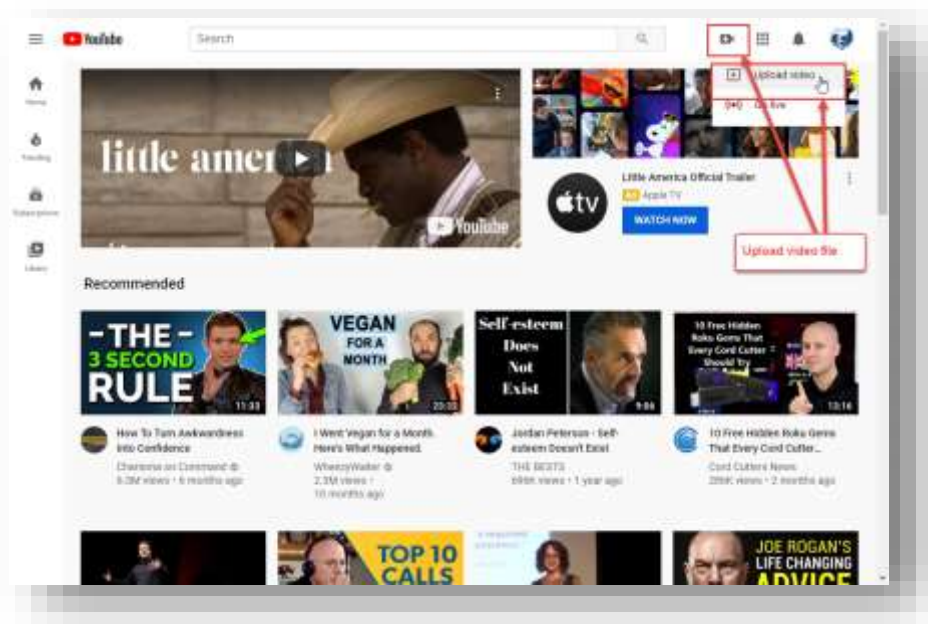 YouTube
Search
Upload video
Go live
Home
Trending
Subscriptions
Library
little america
YouTube
Little America Official Trailer
Ad Apple TV
tv
WATCH NOW
Upload video file
Recommended
- THE -
3 SECOND
RULE
11:33
VEGAN
FOR A
MONTH
Self-esteem
Does
Not
Exist
9:06
10 Free Hidden
Roku Gems That
Every Cord Cutter
Should Try
13:16
How To Turn Awkwardness
Into Confidence
Charisma on Command
6 months ago
I Went Vegan for a Month.
Here's What Happened.
WheezyWaiter
2.3M views •
10 months ago
Jordan Peterson - Self-
esteem Doesn't Exist
THE BESTS
696K views • 1 year ago
10 Free Hidden Roku Gems
That Every Cord Cutter...
Cord Cutters News
286K views • 2 months ago
TOP 10
CALLS
JOE ROGAN'S
LIFE CHANGING
ADVICE